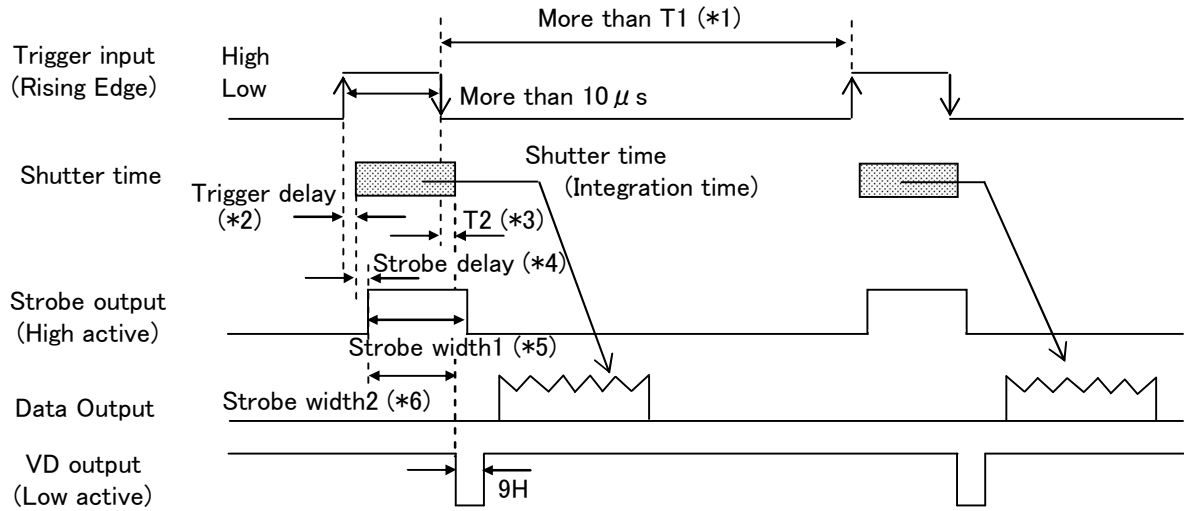 More than T1 (*1)
Trigger input
(Rising Edge)
High
Low
More than 10 μ s
Shutter time
Shutter time
(Integration time)
Trigger delay
(*2)
T2 (*3)
Strobe delay (*4)
Strobe output
(High active)
Strobe width1 (*5)
Data Output
Strobe width2 (*6)
VD output
(Low active)
9H